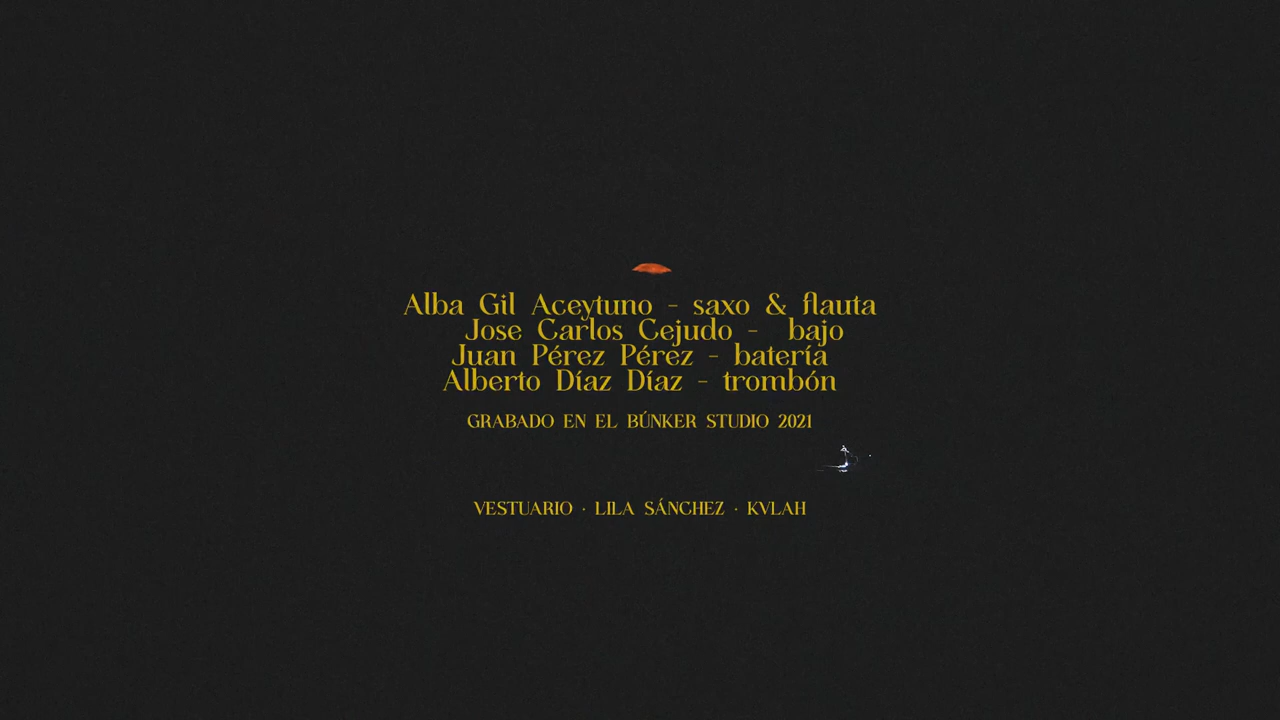 Alba Gil Aceytuno - saxo & flauta
Jose Carlos Cejudo - bajo
Juan Pérez Pérez - batería
Alberto Díaz Díaz - trombón
GRABADO EN EL BÚNKER STUDIO 2021
VESTUARIO · LILA SÁNCHEZ · KVLAH